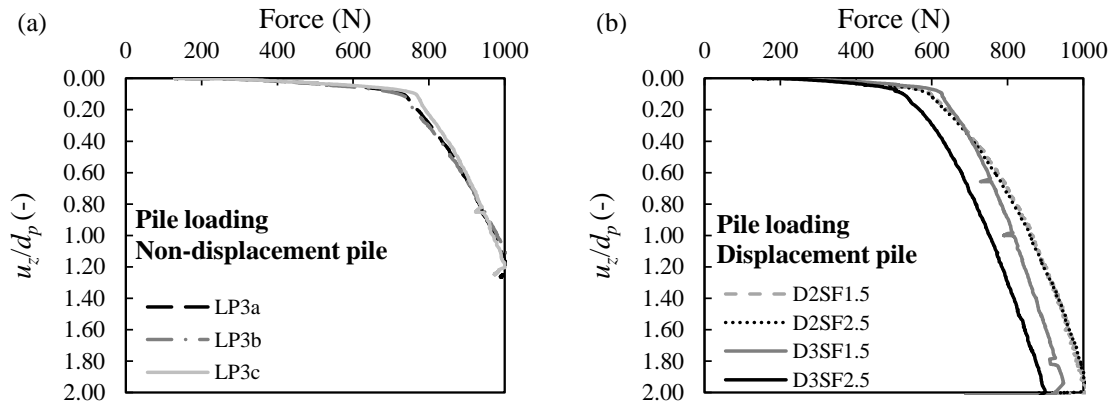 (a)
Force (N)
0 200 400 600 800 1000
0.00
0.20
0.40
0.60
0.80
1.00
1.20
1.40
1.60
1.80
2.00
u_z/d_p (-)
Pile loading
Non-displacement pile
LP3a
LP3b
LP3c
(b)
Force (N)
0 200 400 600 800 1000
0.00
0.20
0.40
0.60
0.80
1.00
1.20
1.40
1.60
1.80
2.00
u_z/d_p (-)
Pile loading
Displacement pile
D2SF1.5
D2SF2.5
D3SF1.5
D3SF2.5